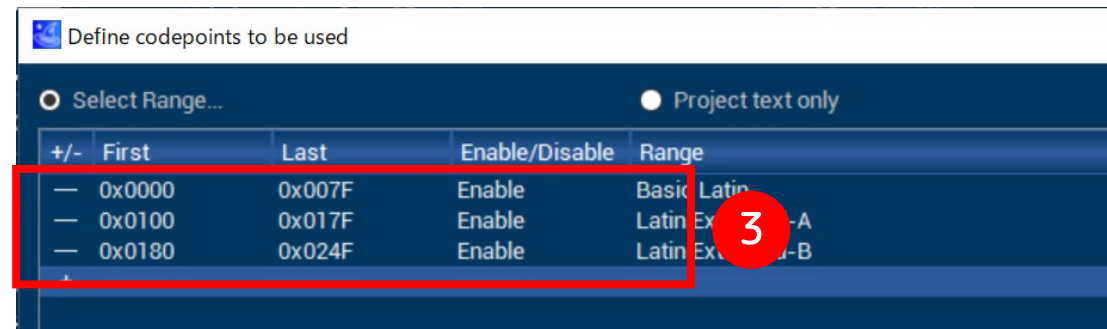 Define codepoints to be used
Select Range... Project text only
+/- First Last Enable/Disable Range
— 0x0000 0x007F Enable Basic Latin
— 0x0100 0x017F Enable Latin -A
— 0x0180 0x024F Enable Latin -B
3
+